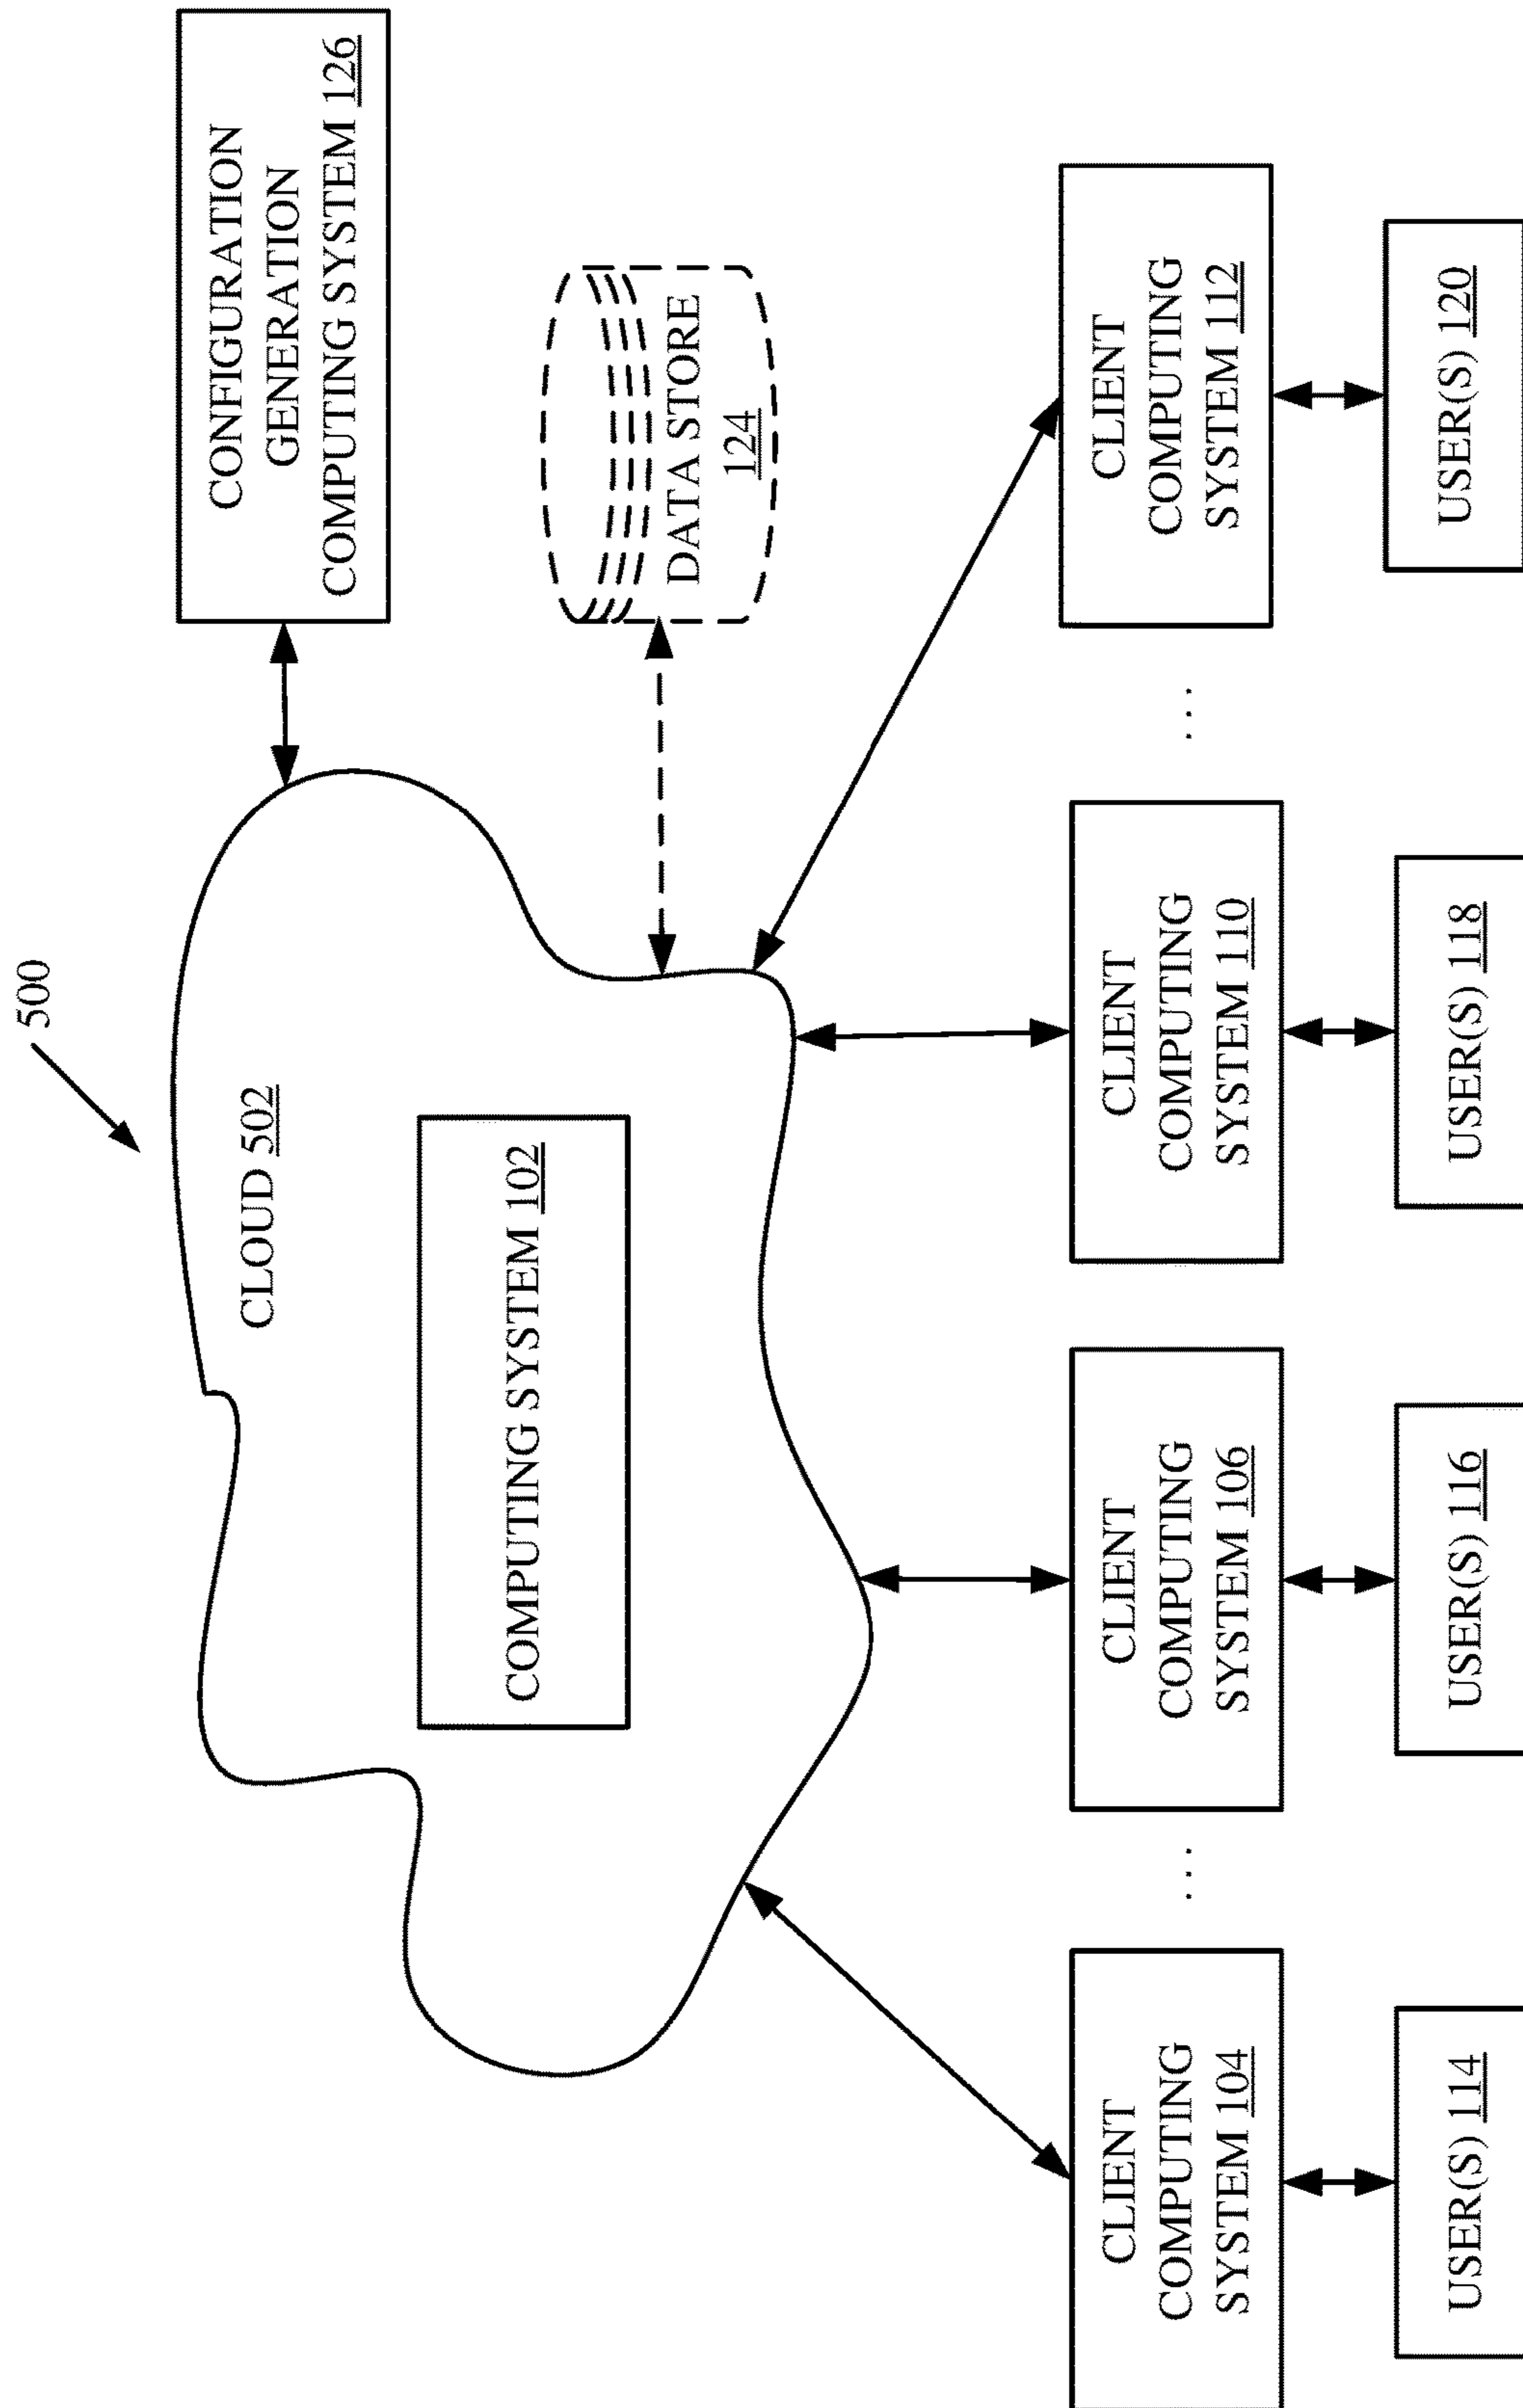 500
CLOUD 502
CONFIGURATION
GENERATION
COMPUTING SYSTEM 126
COMPUTING SYSTEM 102
DATA STORE
124
CLIENT
COMPUTING
SYSTEM 104
. . .
CLIENT
COMPUTING
SYSTEM 106
CLIENT
COMPUTING
SYSTEM 110
. . .
CLIENT
COMPUTING
SYSTEM 112
USER(S) 114
USER(S) 116
USER(S) 118
USER(S) 120